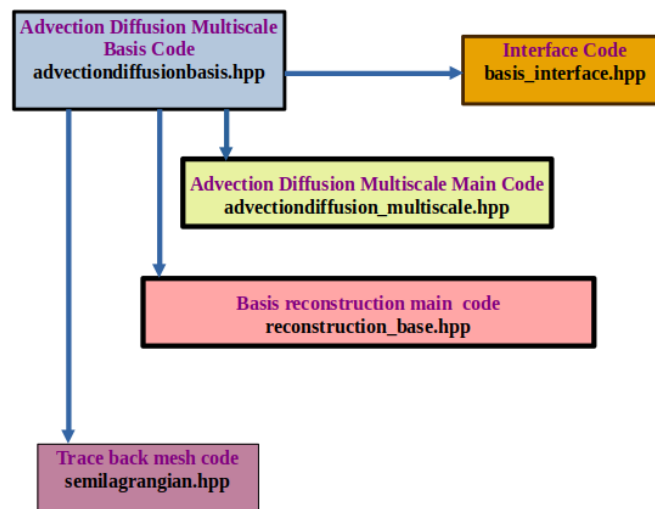 Advection Diffusion Multiscale
Basis Code
advectiondiffusionbasis.hpp
Interface Code
basis_interface.hpp
Advection Diffusion Multiscale Main Code
advectiondiffusion_multiscale.hpp
Basis reconstruction main code
reconstruction_base.hpp
Trace back mesh code
semilagrangian.hpp